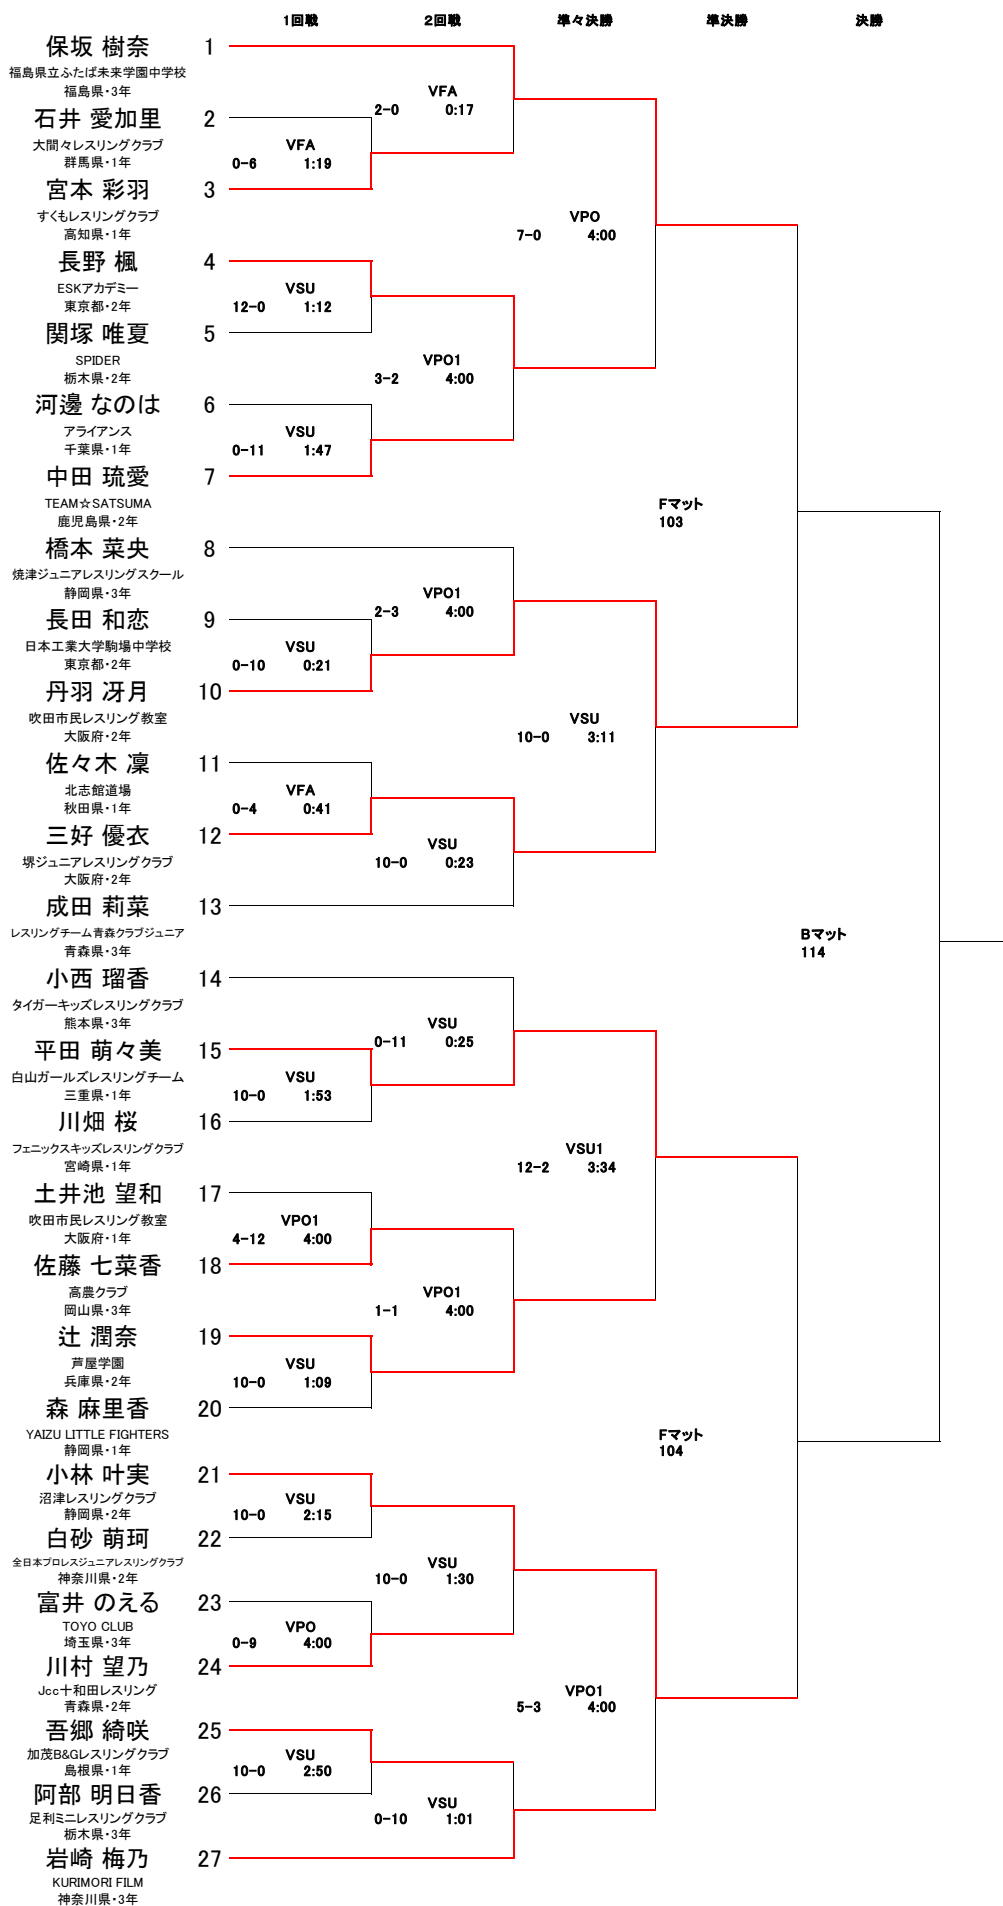 1回戦 2回戦 準々決勝 準決勝 決勝
保坂 樹奈 1
福島県立ふたば未来学園中学校
福島県・3年
VFA
2-0 0:17
石井 愛加里 2
大間々レスリングクラブ
群馬県・1年
VFA
0-6 1:19
宮本 彩羽 3
すくもレスリングクラブ
高知県・1年
VPO
7-0 4:00
長野 楓 4
ESKアカデミー
東京都・2年
VSU
12-0 1:12
関塚 唯夏 5
SPIDER
栃木県・2年
VPO1
3-2 4:00
河邊 なのは 6
アライアンス
千葉県・1年
VSU
0-11 1:47
中田 琉愛 7
TEAM☆SATSUMA
鹿児島県・2年
Fマット
103
橋本 菜央 8
焼津ジュニアレスリングスクール
静岡県・3年
VPO1
2-3 4:00
長田 和恋 9
日本工業大学駒場中学校
東京都・2年
VSU
0-10 0:21
丹羽 冴月 10
吹田市民レスリング教室
大阪府・2年
VSU
10-0 3:11
佐々木 凜 11
北志館道場
秋田県・1年
VFA
0-4 0:41
三好 優衣 12
堺ジュニアレスリングクラブ
大阪府・2年
VSU
10-0 0:23
成田 莉菜 13
レスリングチーム青森クラブジュニア
青森県・3年
Bマット
114
小西 瑠香 14
タイガーキッズレスリングクラブ
熊本県・3年
VSU
0-11 0:25
平田 萌々美 15
白山ガールズレスリングチーム
三重県・1年
VSU
10-0 1:53
川畑 桜 16
フェニックスキッズレスリングクラブ
宮崎県・1年
VSU1
12-2 3:34
土井池 望和 17
吹田市民レスリング教室
大阪府・1年
VPO1
4-12 4:00
佐藤 七菜香 18
高農クラブ
岡山県・3年
VPO1
1-1 4:00
辻 潤奈 19
芦屋学園
兵庫県・2年
VSU
10-0 1:09
森 麻里香 20
YAIZU LITTLE FIGHTERS
静岡県・1年
Fマット
104
小林 叶実 21
沼津レスリングクラブ
静岡県・2年
VSU
10-0 2:15
白砂 萌珂 22
全日本プロレスジュニアレスリングクラブ
神奈川県・2年
VSU
10-0 1:30
富井 のえる 23
TOYO CLUB
埼玉県・3年
VPO
0-9 4:00
川村 望乃 24
Jcc十和田レスリング
青森県・2年
VPO1
5-3 4:00
吾郷 綺咲 25
加茂B&Gレスリングクラブ
島根県・1年
VSU
10-0 2:50
阿部 明日香 26
足利ミニレスリングクラブ
栃木県・3年
VSU
0-10 1:01
岩崎 梅乃 27
KURIMORI FILM
神奈川県・3年